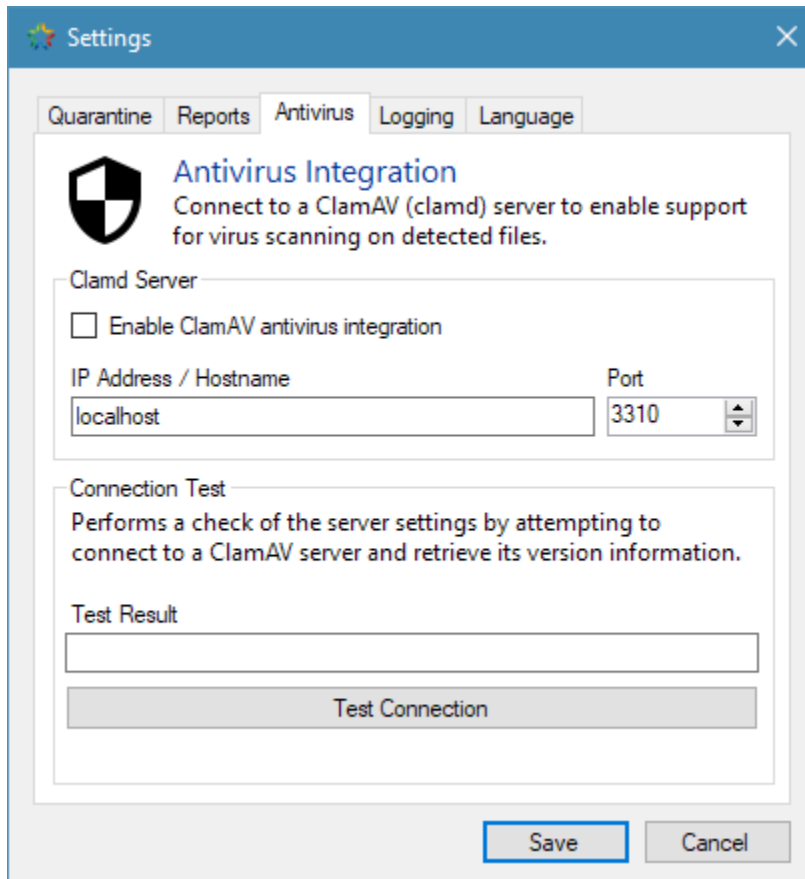 Settings
Quarantine Reports Antivirus Logging Language
Antivirus Integration
Connect to a ClamAV (clamd) server to enable support
for virus scanning on detected files.
Clamd Server
Enable ClamAV antivirus integration
IP Address / Hostname Port
localhost 3310
Connection Test
Performs a check of the server settings by attempting to
connect to a ClamAV server and retrieve its version information.
Test Result
Test Connection
Save Cancel